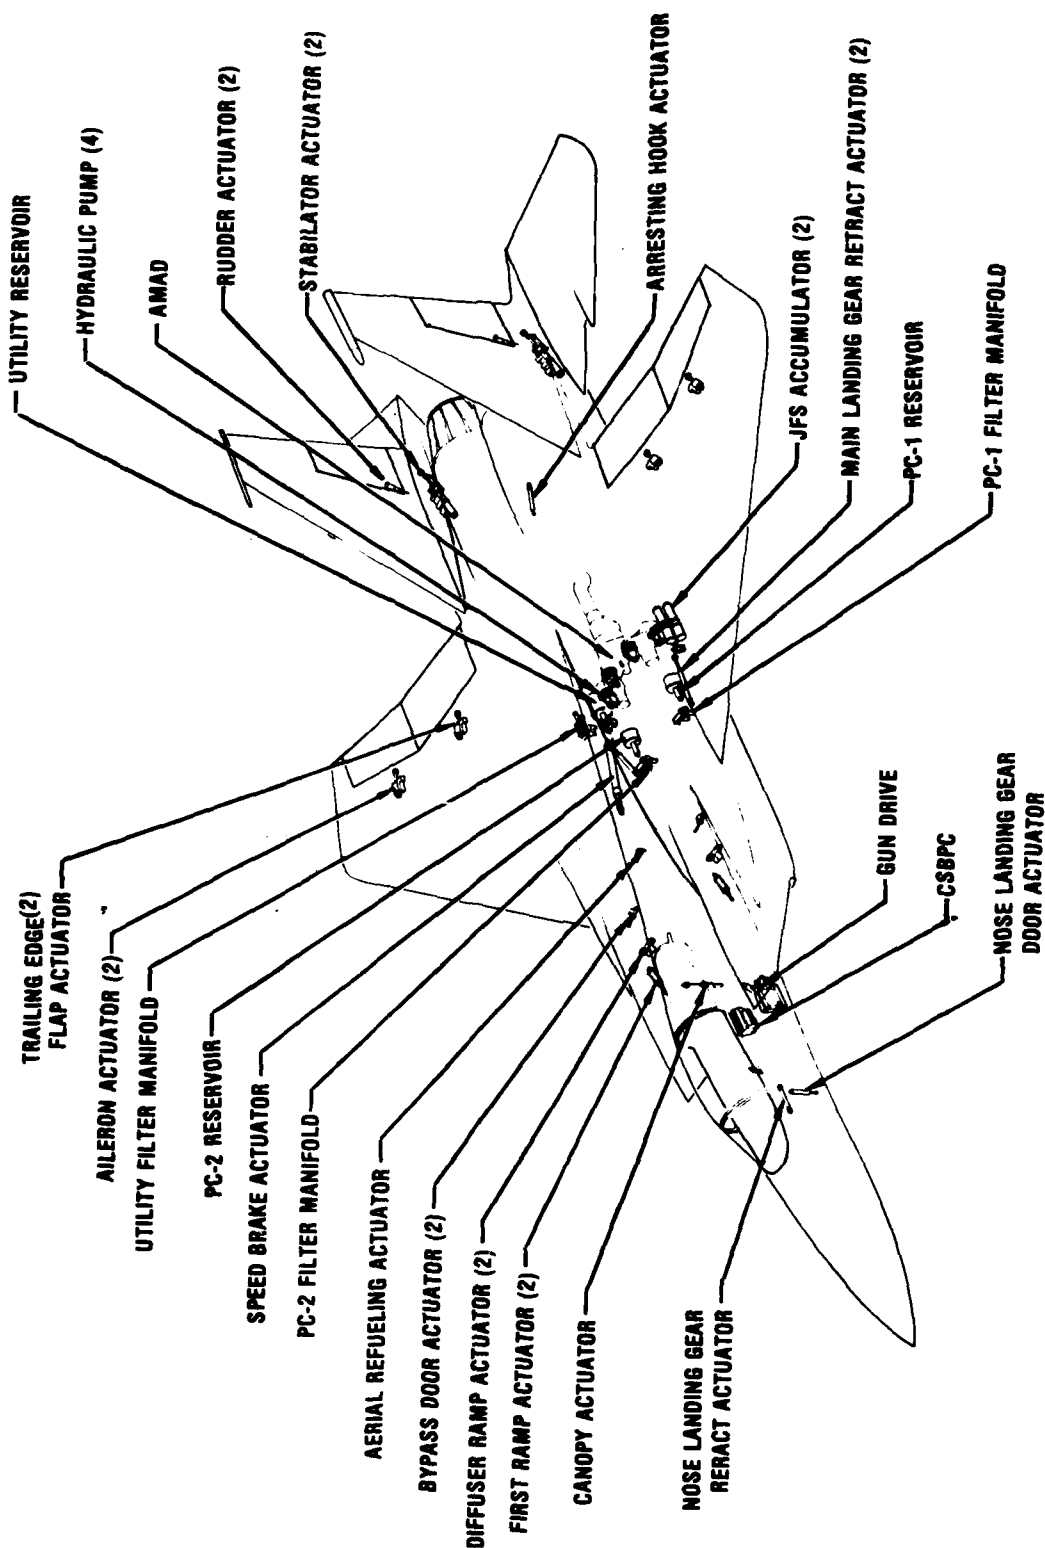 UTILITY RESERVOIR
HYDRAULIC PUMP (4)
AMAD
RUDDER ACTUATOR (2)
STABILATOR ACTUATOR (2)
ARRESTING HOOK ACTUATOR
JFS ACCUMULATOR (2)
MAIN LANDING GEAR RETRACT ACTUATOR (2)
PC-1 RESERVOIR
PC-1 FILTER MANIFOLD
TRAILING EDGE(2)
FLAP ACTUATOR
AILERON ACTUATOR (2)
UTILITY FILTER MANIFOLD
PC-2 RESERVOIR
SPEED BRAKE ACTUATOR
PC-2 FILTER MANIFOLD
AERIAL REFUELING ACTUATOR
BYPASS DOOR ACTUATOR (2)
DIFFUSER RAMP ACTUATOR (2)
FIRST RAMP ACTUATOR (2)
CANOPY ACTUATOR
NOSE LANDING GEAR
RERACT ACTUATOR
GUN DRIVE
CSBPC
NOSE LANDING GEAR
DOOR ACTUATOR